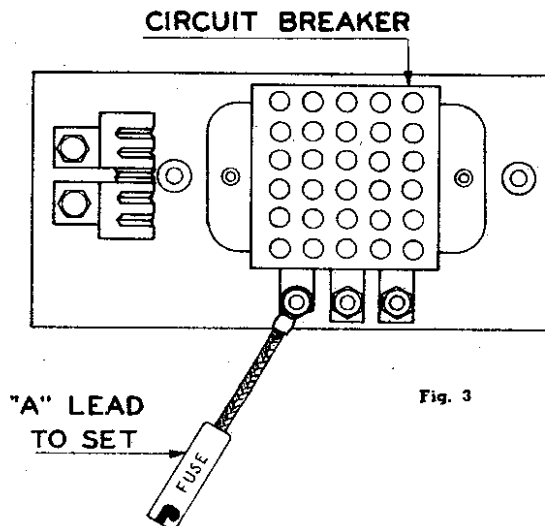 CIRCUIT BREAKER
"A" LEAD
TO SET
FUSE
Fig. 3